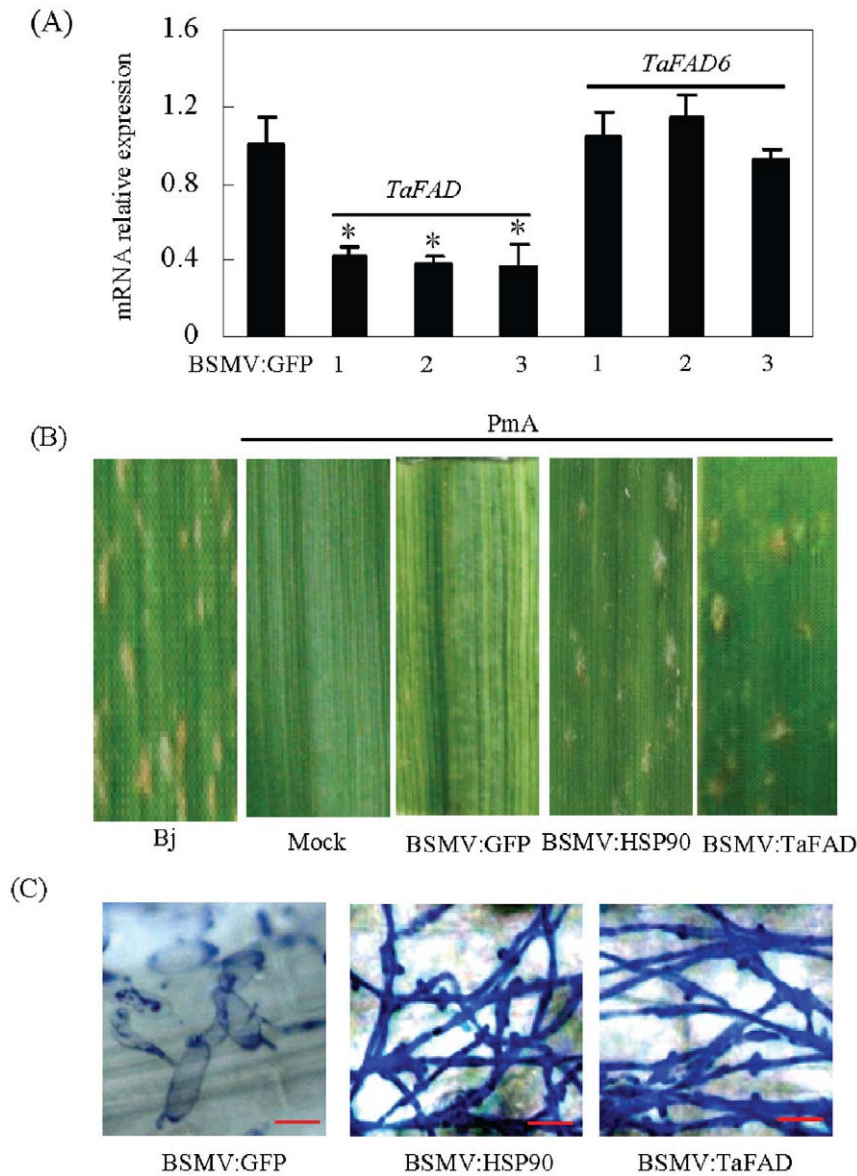 (A)
mRNA relative expression
1.6
1.2
0.8
0.4
0
TaFAD
TaFAD6
* * *
BSMV:GFP 1 2 3 1 2 3
(B)
PmA
Bj Mock BSMV:GFP BSMV:HSP90 BSMV:TaFAD
(C)
BSMV:GFP BSMV:HSP90 BSMV:TaFAD